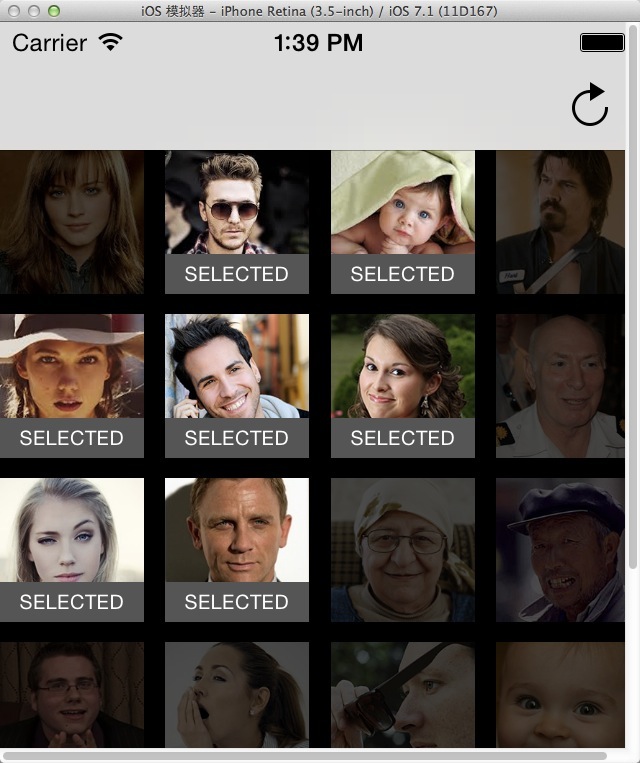 iOS 模拟器 - iPhone Retina (3.5-inch) / iOS 7.1 (11D167)
Carrier 1:39 PM
SELECTED SELECTED
SELECTED SELECTED SELECTED
SELECTED SELECTED